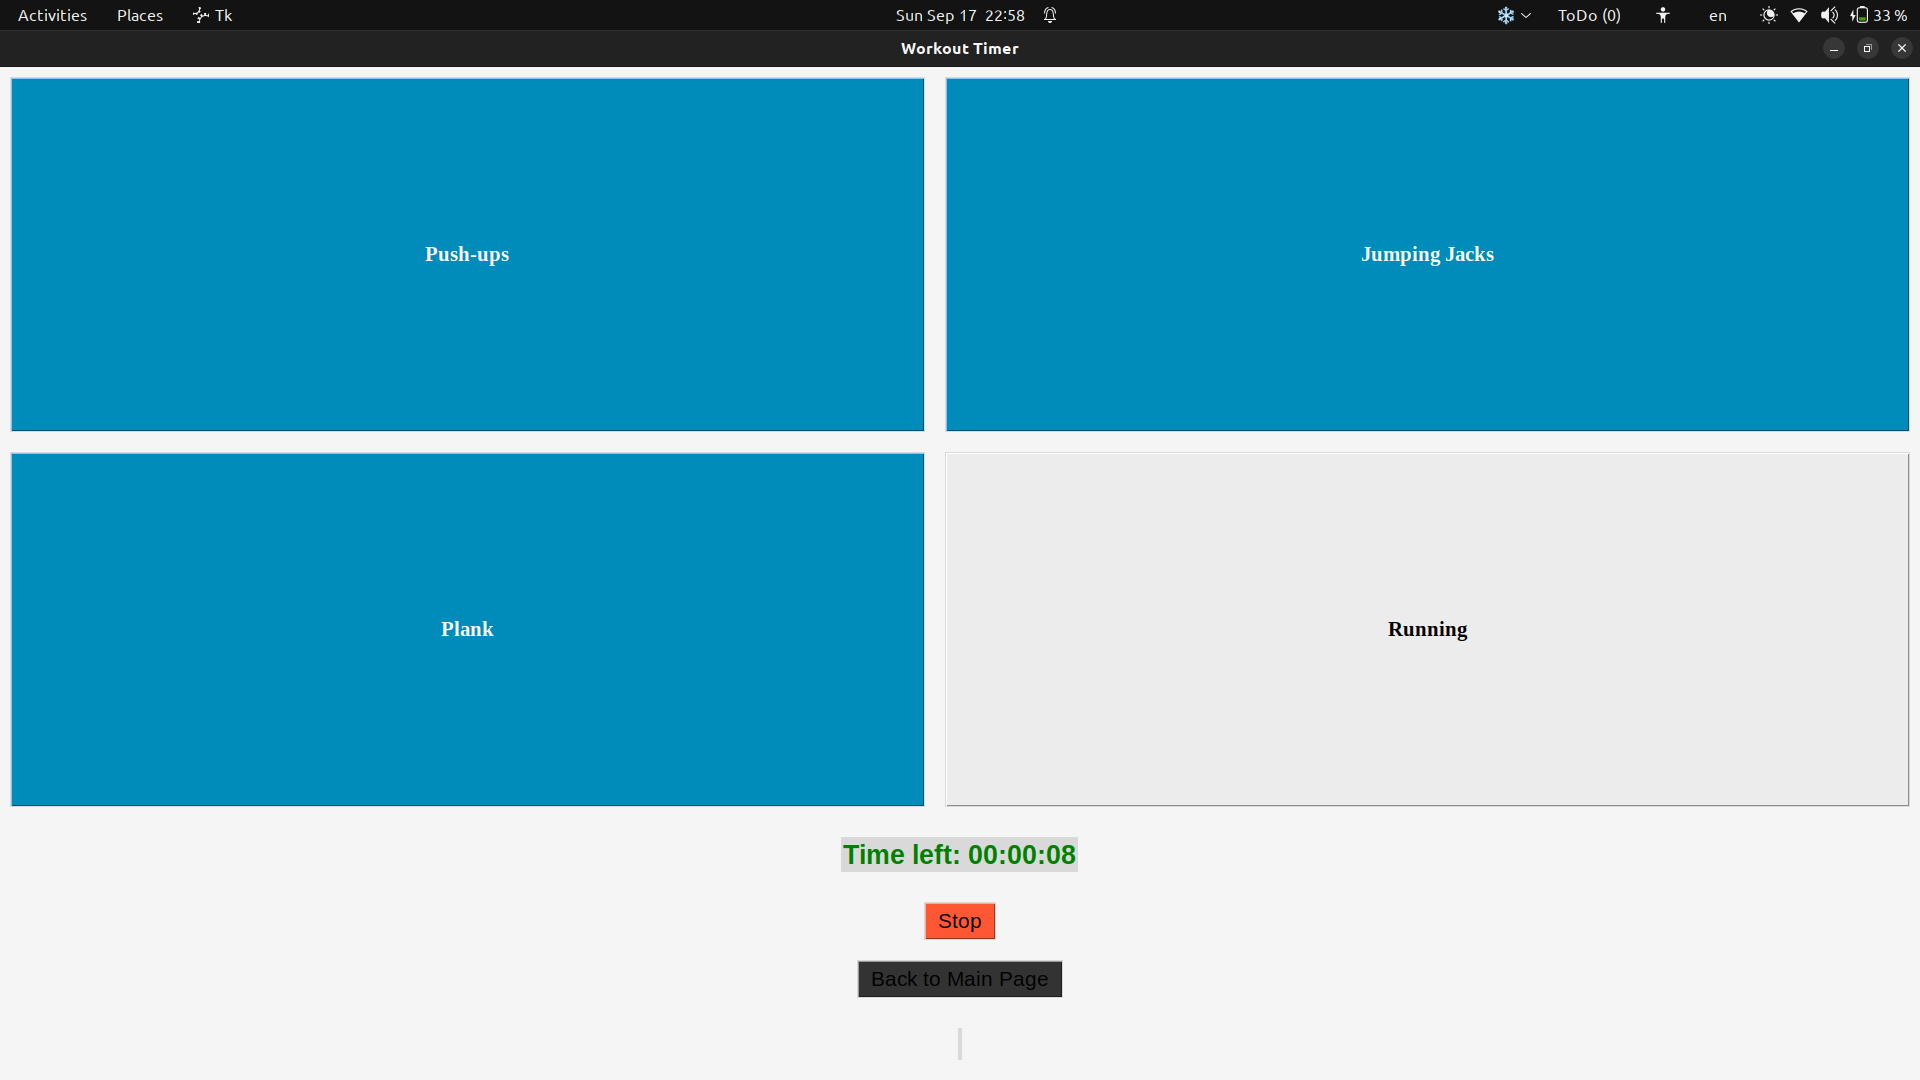 Activities Places Tk Sun Sep 17 22:58 ToDo (0) en 33 %
Workout Timer
Push-ups Jumping Jacks
Plank Running
Time left: 00:00:08
Stop
Back to Main Page